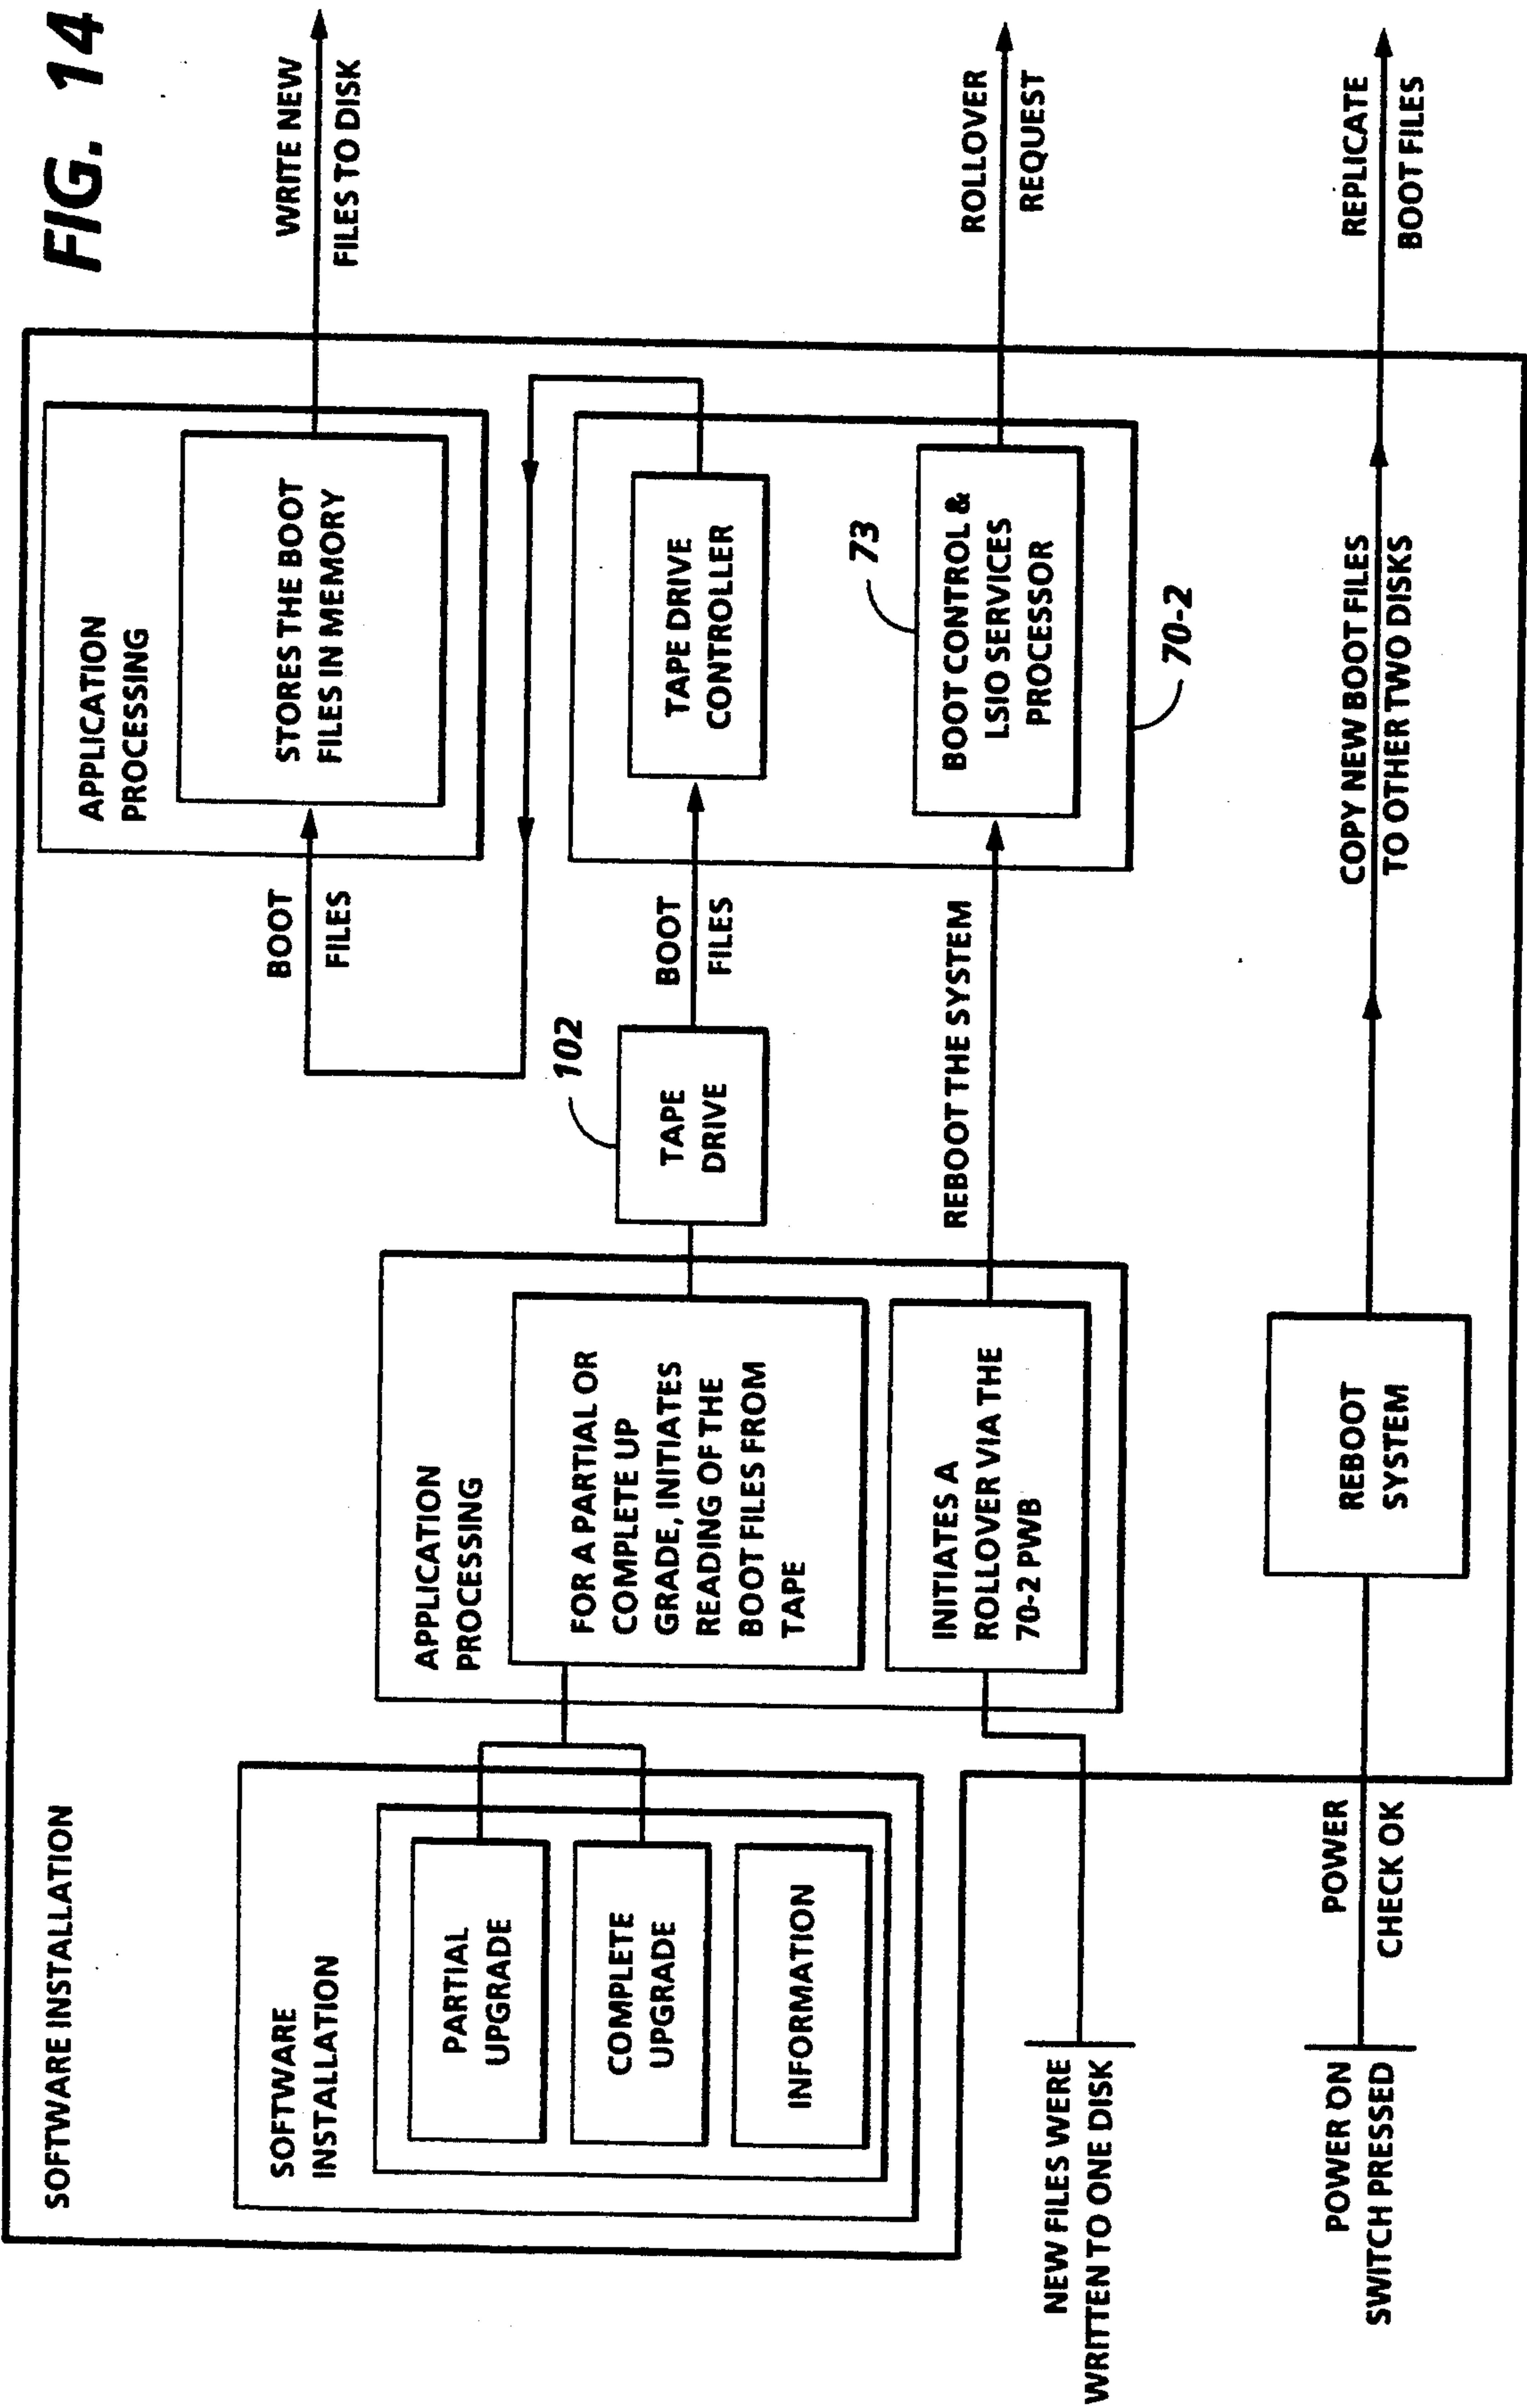 FIG. 14
SOFTWARE INSTALLATION
SOFTWARE
INSTALLATION
PARTIAL
UPGRADE
COMPLETE
UPGRADE
INFORMATION
APPLICATION
PROCESSING
FOR A PARTIAL OR
COMPLETE UP
GRADE, INITIATES
READING OF THE
BOOT FILES FROM
TAPE
INITIATES A
ROLLOVER VIA THE
70-2 PWB
102
TAPE
DRIVE
BOOT
FILES
TAPE DRIVE
CONTROLLER
BOOT
FILES
APPLICATION
PROCESSING
STORES THE BOOT
FILES IN MEMORY
WRITE NEW
FILES TO DISK
NEW FILES WERE
WRITTEN TO ONE DISK
REBOOT THE SYSTEM
73
BOOT CONTROL &
LSIO SERVICES
PROCESSOR
70-2
ROLLOVER
REQUEST
POWER ON
SWITCH PRESSED
POWER
CHECK OK
REBOOT
SYSTEM
COPY NEW BOOT FILES
TO OTHER TWO DISKS
REPLICATE
BOOT FILES